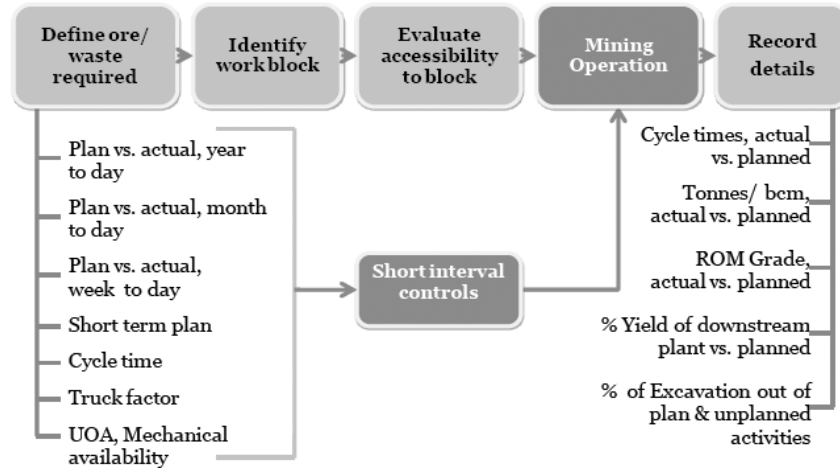 Define ore/
waste
required
Identify
work block
Evaluate
accessibility
to block
Mining
Operation
Record
details
Plan vs. actual, year
to day
Plan vs. actual, month
to day
Plan vs. actual,
week to day
Short term plan
Cycle time
Truck factor
UOA, Mechanical
availability
Short interval
controls
Cycle times, actual
vs. planned
Tonnes/ bcm,
actual vs. planned
ROM Grade,
actual vs. planned
% Yield of downstream
plant vs. planned
% of Excavation out of
plan & unplanned
activities